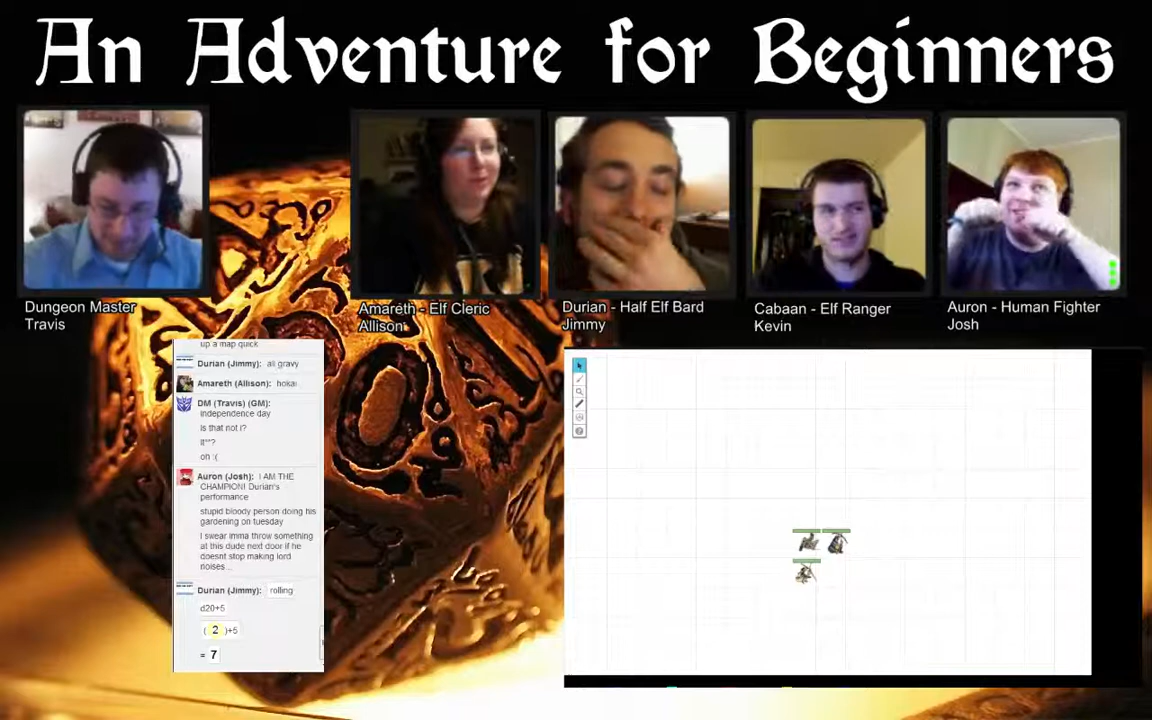 An Adventure for Beginners
Dungeon Master
Travis
Amareth - Elf Cleric
Allison
Durian - Half Elf Bard
Jimmy
Cabaan - Elf Ranger
Kevin
Auron - Human Fighter
Josh
up a map quick
Durian (Jimmy): all gravy
Amareth (Allison): hokai
DM (Travis) (GM):
independence day
is that not i?
it**?
oh :(
Auron (Josh): I AM THE
CHAMPION! Durian's
performance
stupid bloody person doing his
gardening on tuesday
I swear imma throw something
at this dude next door if he
doesnt stop making lord
noises...
Durian (Jimmy): rolling
d20+5
(2)+5
= 7